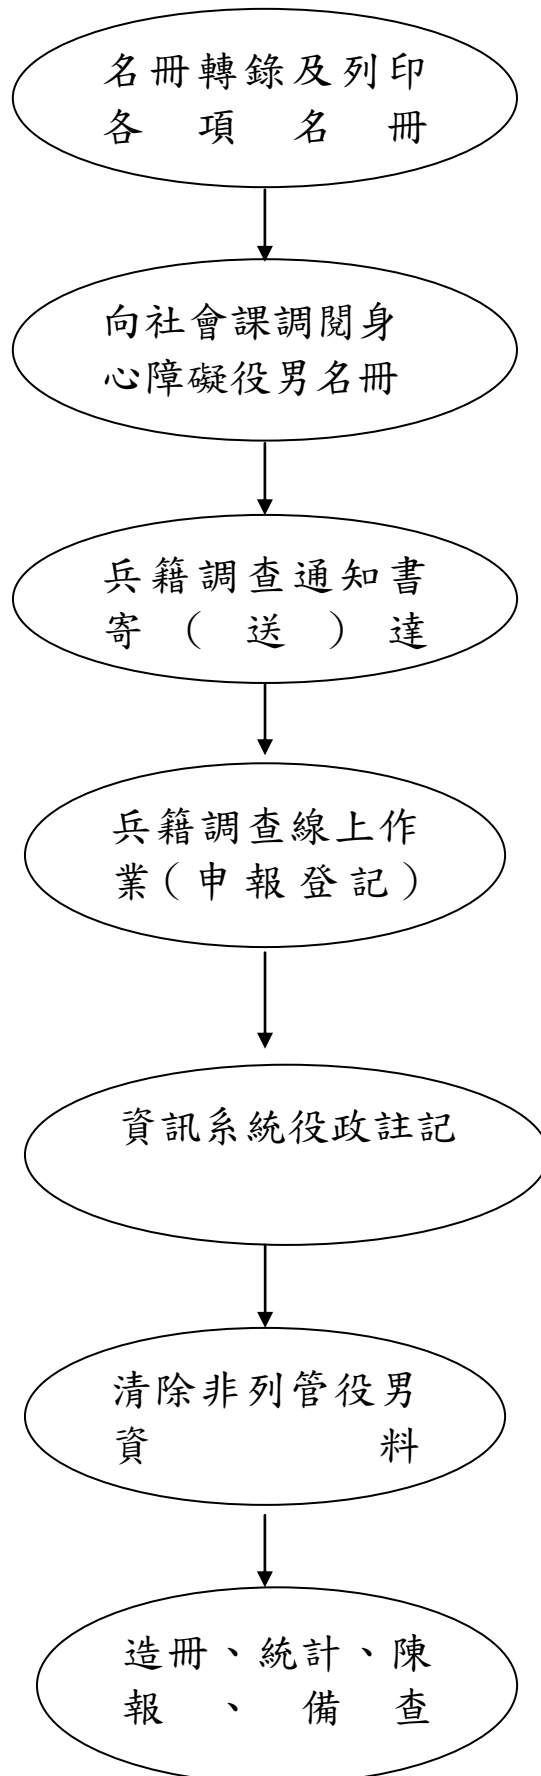 名冊轉錄及列印
各項名冊
向社會課調閱身
心障礙役男名冊
兵籍調查通知書
寄（送）達
兵籍調查線上作
業（申報登記）
資訊系統役政註記
清除非列管役男
資料
造冊、統計、陳
報、備查